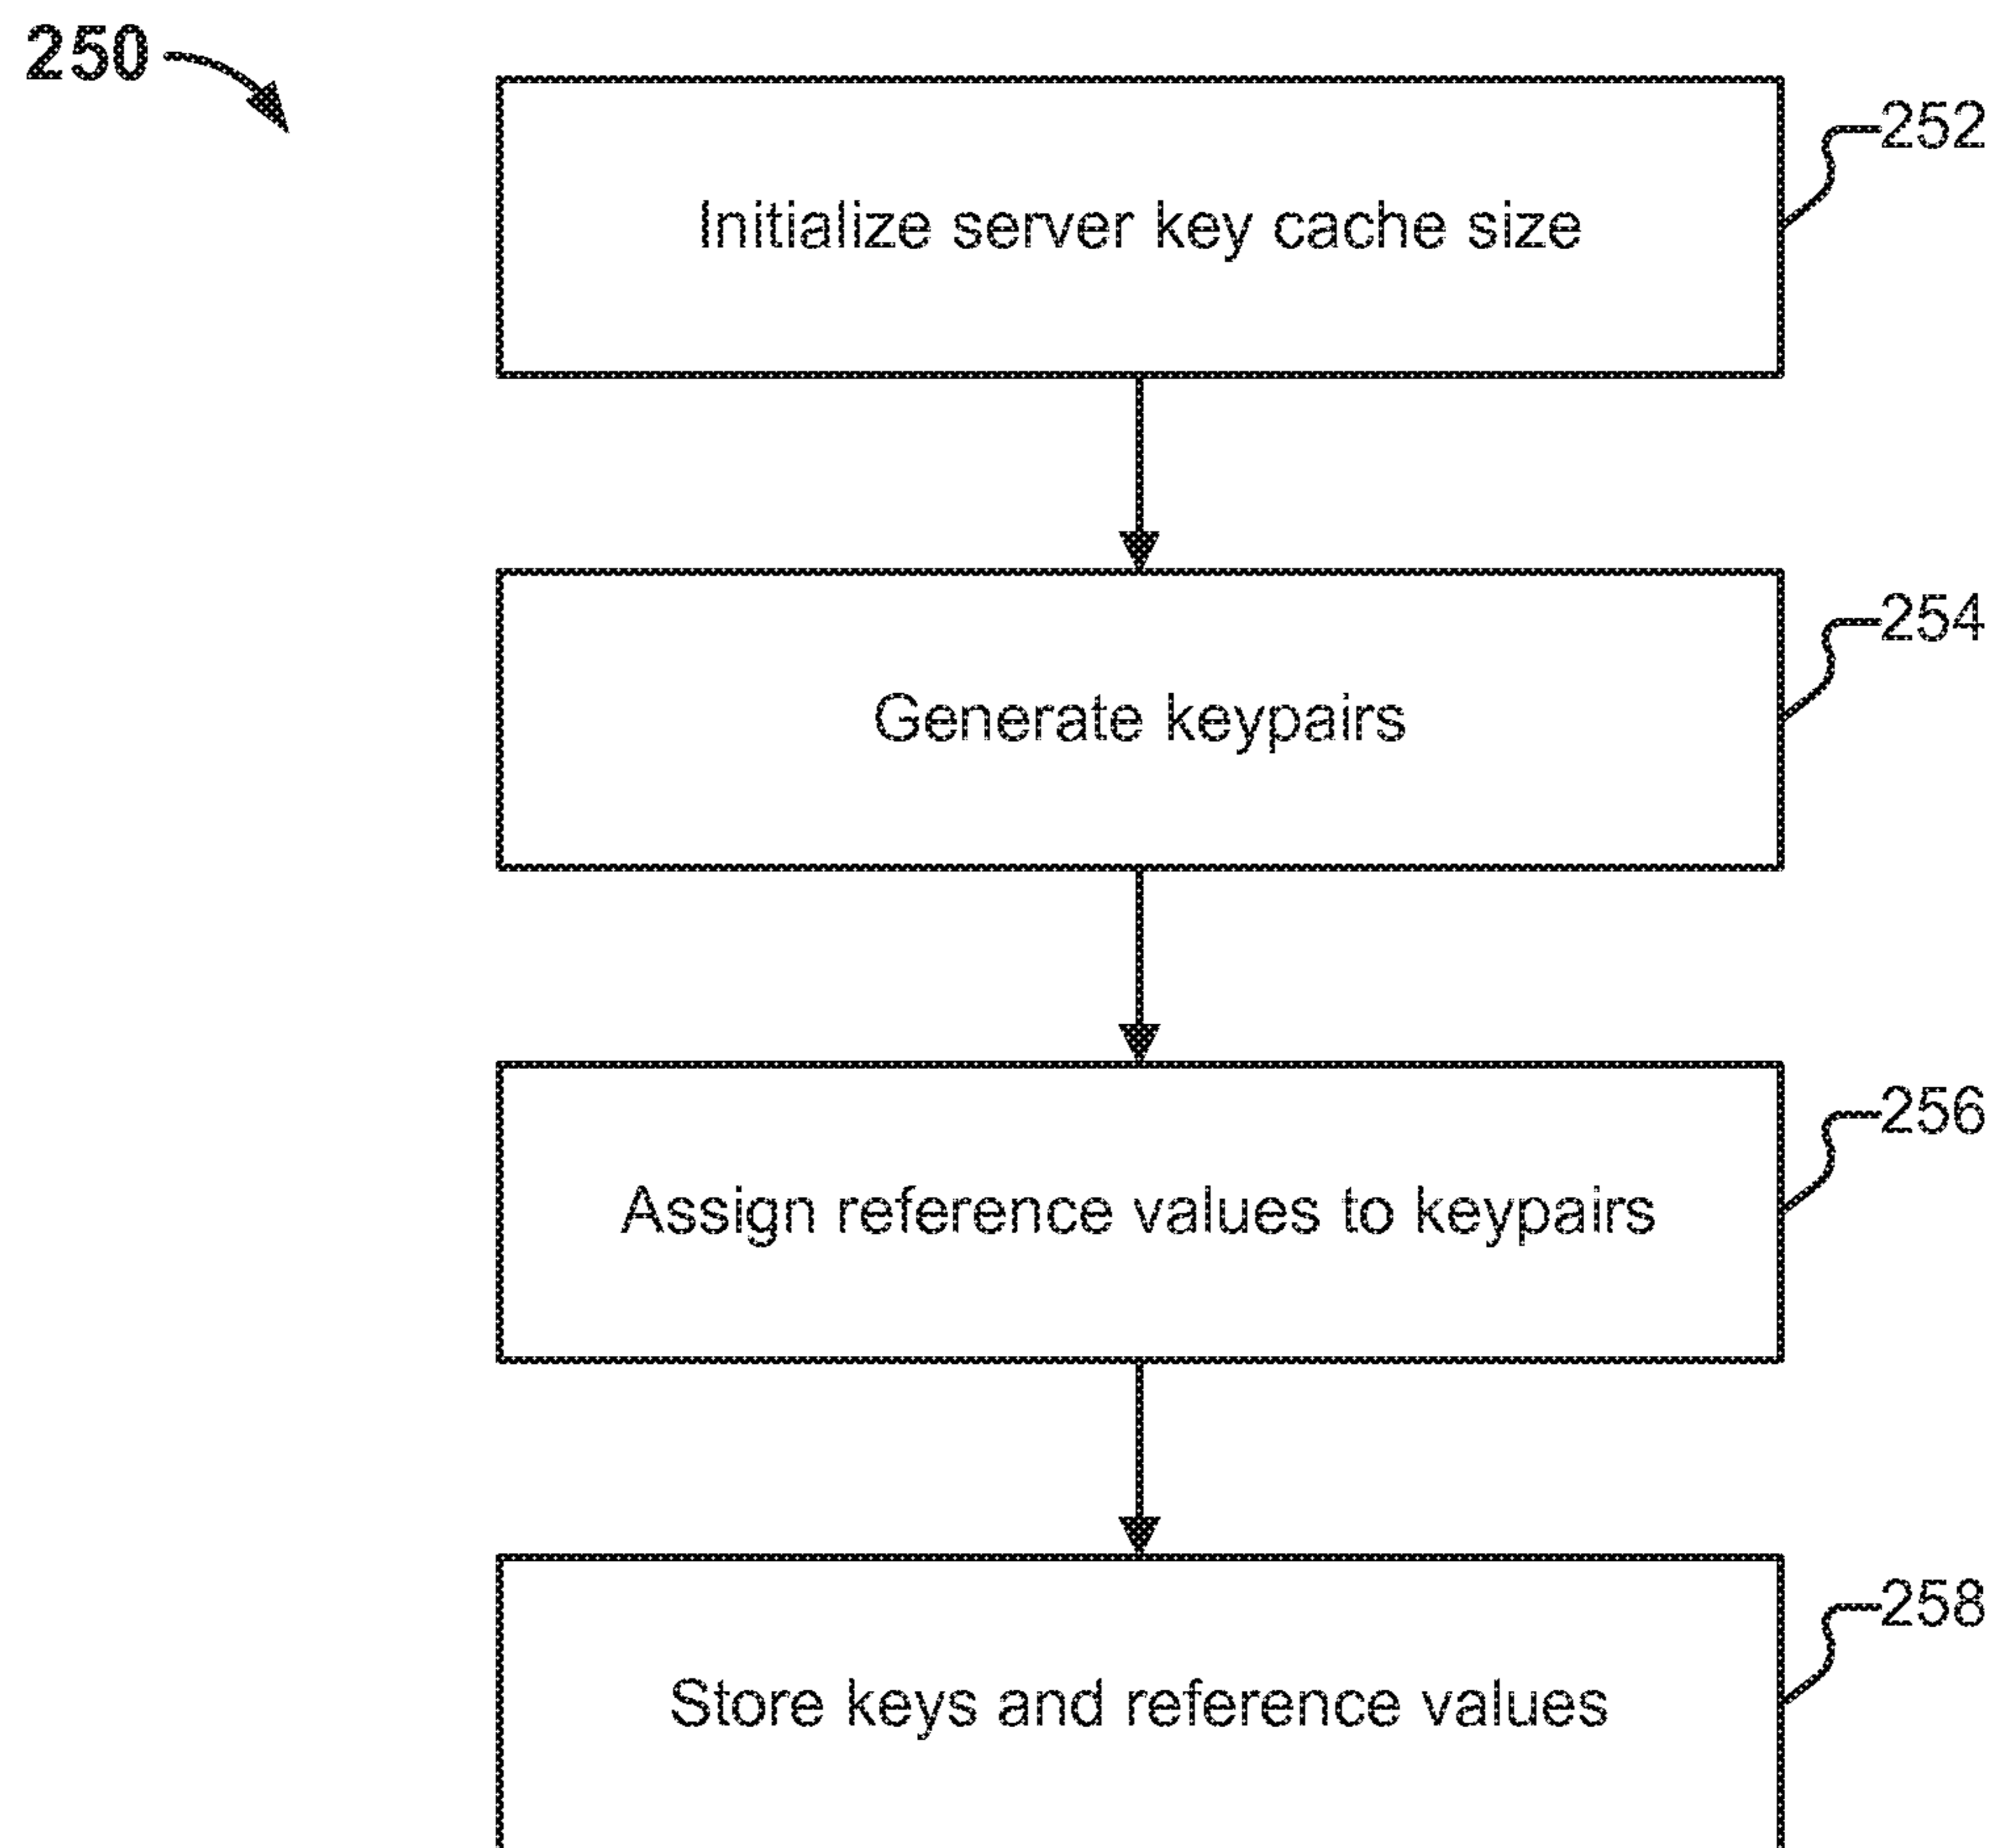 250
252
Initialize server key cache size
254
Generate keypairs
256
Assign reference values to keypairs
258
Store keys and reference values